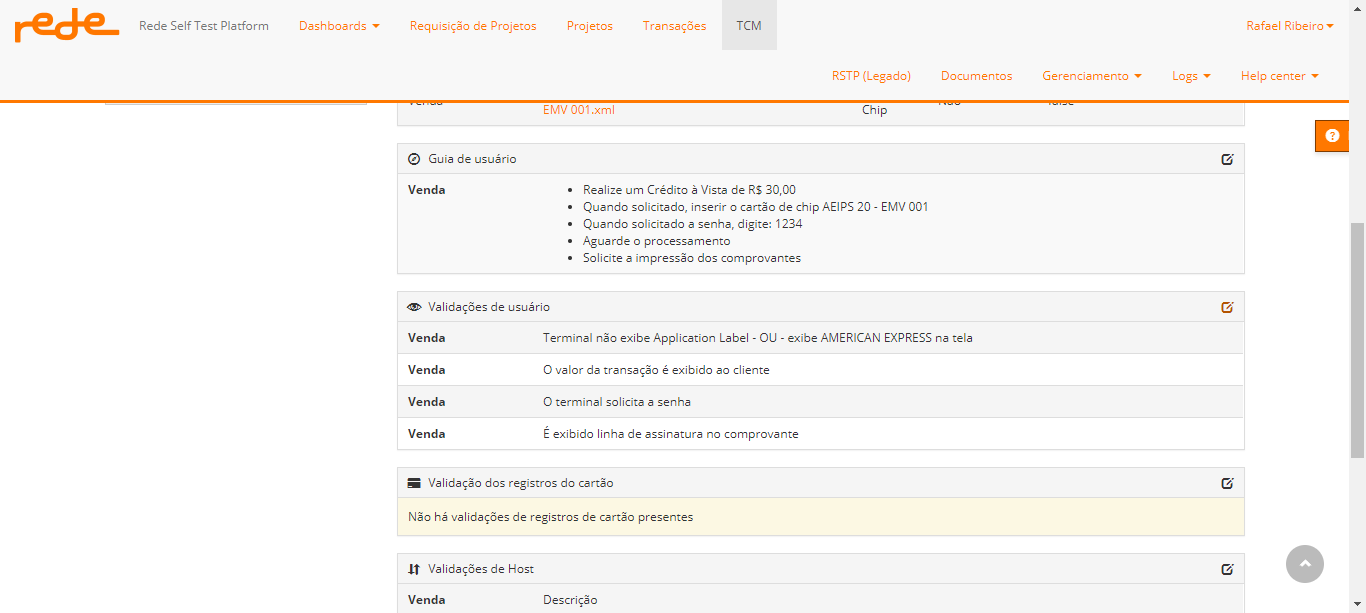 rede Rede Self Test Platform Dashboards Requisição de Projetos Projetos Transações TCM Rafael Ribeiro
RSTP (Legado) Documentos Gerenciamento Logs Help center
Venda EMV 001.xml Chip Não false
Guia de usuário
Venda
Realize um Crédito à Vista de R$ 30,00
Quando solicitado, inserir o cartão de chip AEIPS 20 - EMV 001
Quando solicitado a senha, digite: 1234
Aguarde o processamento
Solicite a impressão dos comprovantes
Validações de usuário
Venda Terminal não exibe Application Label - OU - exibe AMERICAN EXPRESS na tela
Venda O valor da transação é exibido ao cliente
Venda O terminal solicita a senha
Venda É exibido linha de assinatura no comprovante
Validação dos registros do cartão
Não há validações de registros de cartão presentes
Validações de Host
Venda Descrição